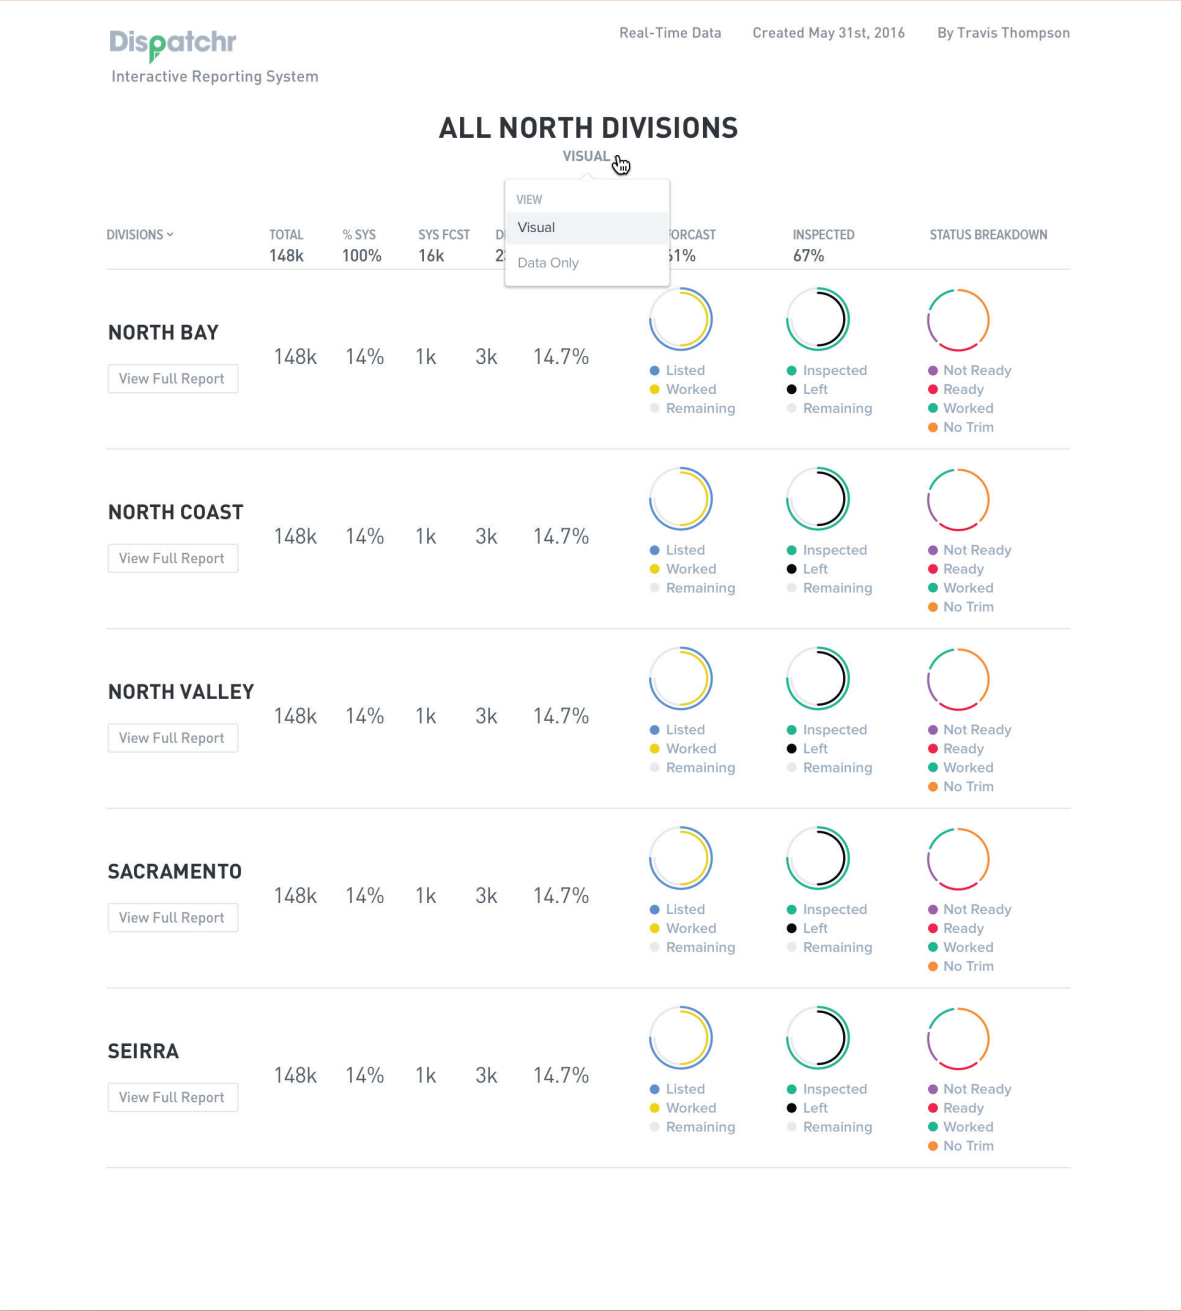 Dispatchr
Real-Time Data Created May 31st, 2016 By Travis Thompson
Interactive Reporting System
ALL NORTH DIVISIONS
VISUAL
VIEW
Visual
Data Only
DIVISIONS TOTAL % SYS SYS FCST INSPECTED STATUS BREAKDOWN
148k 100% 16k 67%
NORTH BAY
View Full Report
148k 14% 1k 3k 14.7%
Listed
Worked
Remaining
Inspected
Left
Remaining
Not Ready
Ready
Worked
No Trim
NORTH COAST
View Full Report
148k 14% 1k 3k 14.7%
Listed
Worked
Remaining
Inspected
Left
Remaining
Not Ready
Ready
Worked
No Trim
NORTH VALLEY
View Full Report
148k 14% 1k 3k 14.7%
Listed
Worked
Remaining
Inspected
Left
Remaining
Not Ready
Ready
Worked
No Trim
SACRAMENTO
View Full Report
148k 14% 1k 3k 14.7%
Listed
Worked
Remaining
Inspected
Left
Remaining
Not Ready
Ready
Worked
No Trim
SEIRRA
View Full Report
148k 14% 1k 3k 14.7%
Listed
Worked
Remaining
Inspected
Left
Remaining
Not Ready
Ready
Worked
No Trim